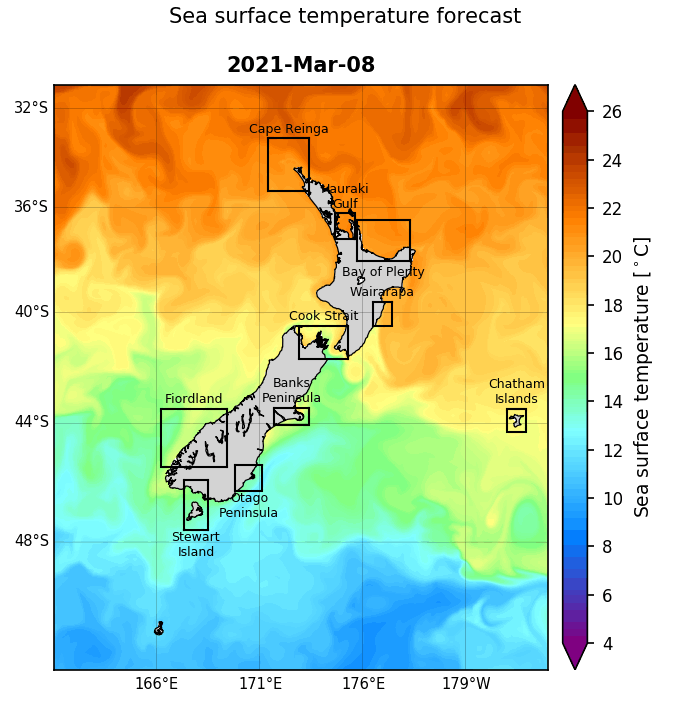 Sea surface temperature forecast
2021-Mar-08
32°S
36°S
40°S
44°S
48°S
166°E
171°E
176°E
179°W
Cape Reinga
Hauraki
Gulf
Bay of Plenty
Wairarapa
Cook Strait
Banks
Peninsula
Fiordland
Chatham
Islands
Otago
Peninsula
Stewart
Island
26
24
22
20
18
16
14
12
10
8
6
4
Sea surface temperature [°C]